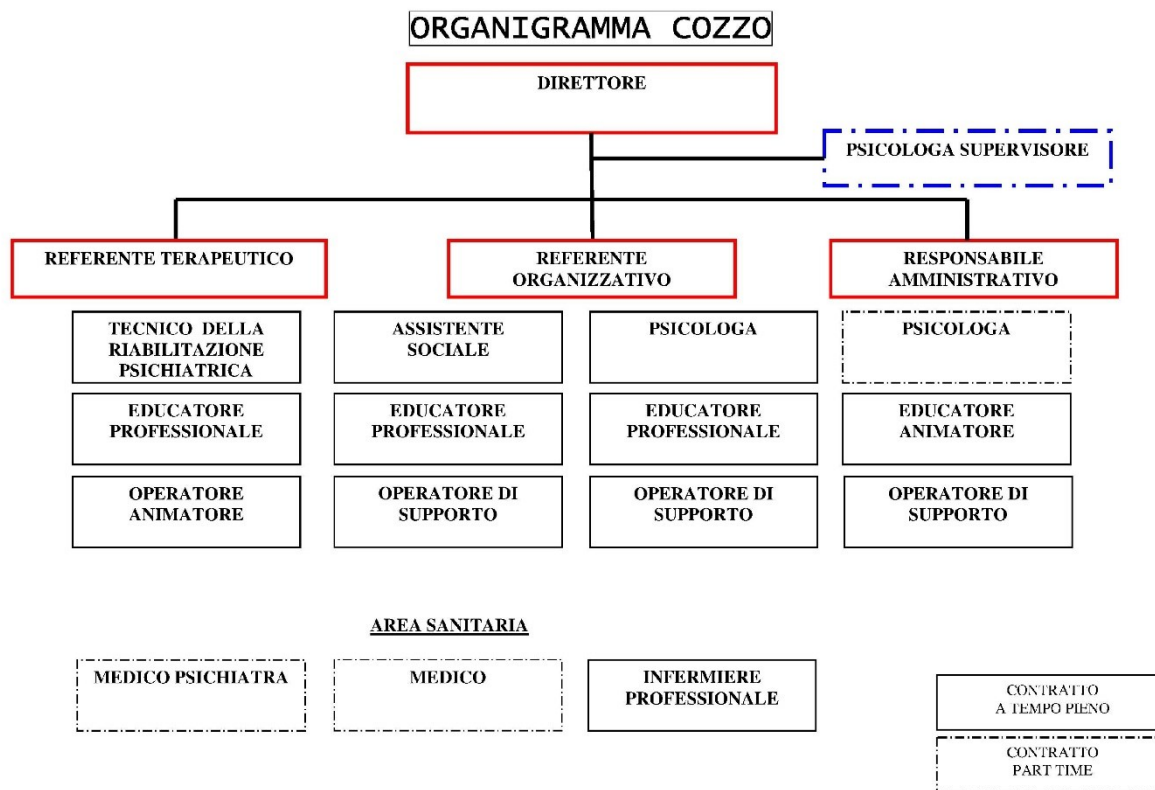 ORGANIGRAMMA COZZO
DIRETTORE
PSICOLOGA SUPERVISORE
REFERENTE TERAPEUTICO
REFERENTE
ORGANIZZATIVO
RESPONSABILE
AMMINISTRATIVO
TECNICO DELLA
RIABILITAZIONE
PSICHIATRICA
ASSISTENTE
SOCIALE
PSICOLOGA
PSICOLOGA
EDUCATORE
PROFESSIONALE
EDUCATORE
PROFESSIONALE
EDUCATORE
PROFESSIONALE
EDUCATORE
ANIMATORE
OPERATORE
ANIMATORE
OPERATORE DI
SUPPORTO
OPERATORE DI
SUPPORTO
OPERATORE DI
SUPPORTO
AREA SANITARIA
MEDICO PSICHIATRA
MEDICO
INFERMIERE
PROFESSIONALE
CONTRATTO
A TEMPO PIENO
CONTRATTO
PART TIME